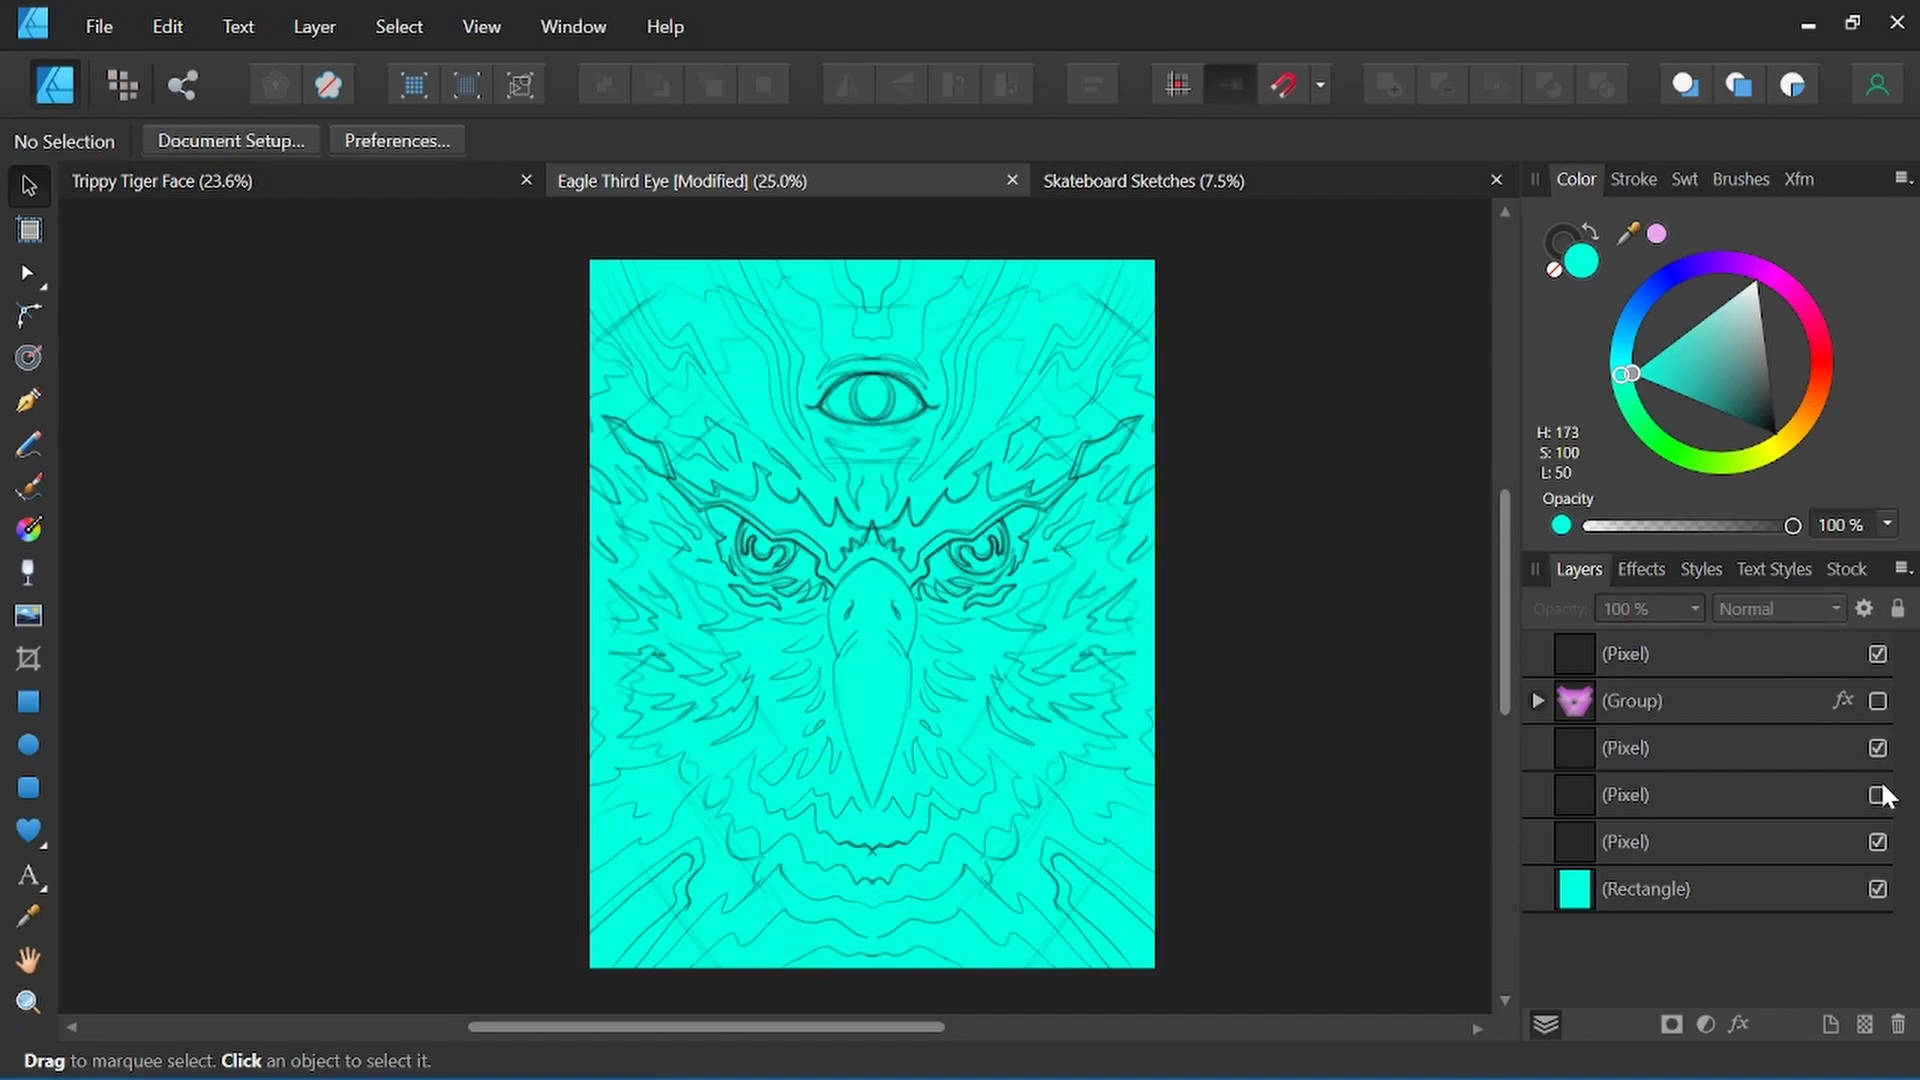 File Edit Text Layer Select View Window Help
No Selection Document Setup... Preferences...
Trippy Tiger Face (23.6%) Eagle Third Eye [Modified] (25.0%) Skateboard Sketches (7.5%)
Color Stroke Swt Brushes Xfm
H: 173
S: 100
L: 50
Opacity
100 %
Layers Effects Styles Text Styles Stock
Opacity: 100 % Normal
(Pixel)
(Group) fx
(Pixel)
(Pixel)
(Pixel)
(Rectangle)
fx
Drag to marquee select. Click an object to select it.